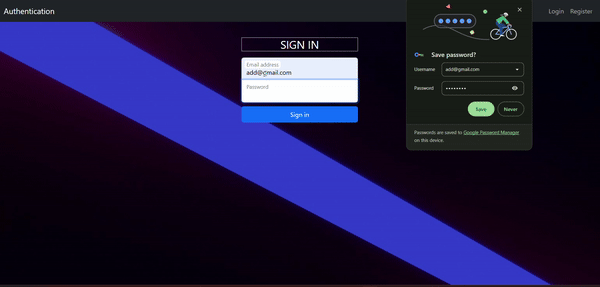 Authentication
Login Register
SIGN IN
Email address
add@gmail.com
Password
Sign in
Save password?
Username add@gmail.com
Password ••••••••
Save Never
Passwords are saved to Google Password Manager
on this device.